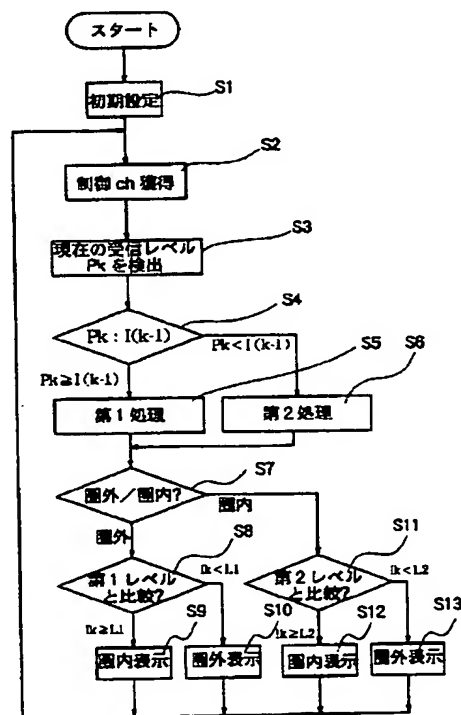 スタート
S1
初期設定
S2
制御 ch 獲得
S3
現在の受信レベル
Pk を検出
S4
Pk : I(k-1)
Pk<I(k-1)
S5
S6
Pk≧I(k-1)
第1処理
第2処理
S7
圏外／圏内?
圏内
圏外
S8
S11
第1レベル
と比較?
Ik<L1
第2レベル
と比較?
Ik<L2
S9
S10
S12
S13
Ik≧L1
Ik≧L2
圏内表示
圏外表示
圏内表示
圏外表示